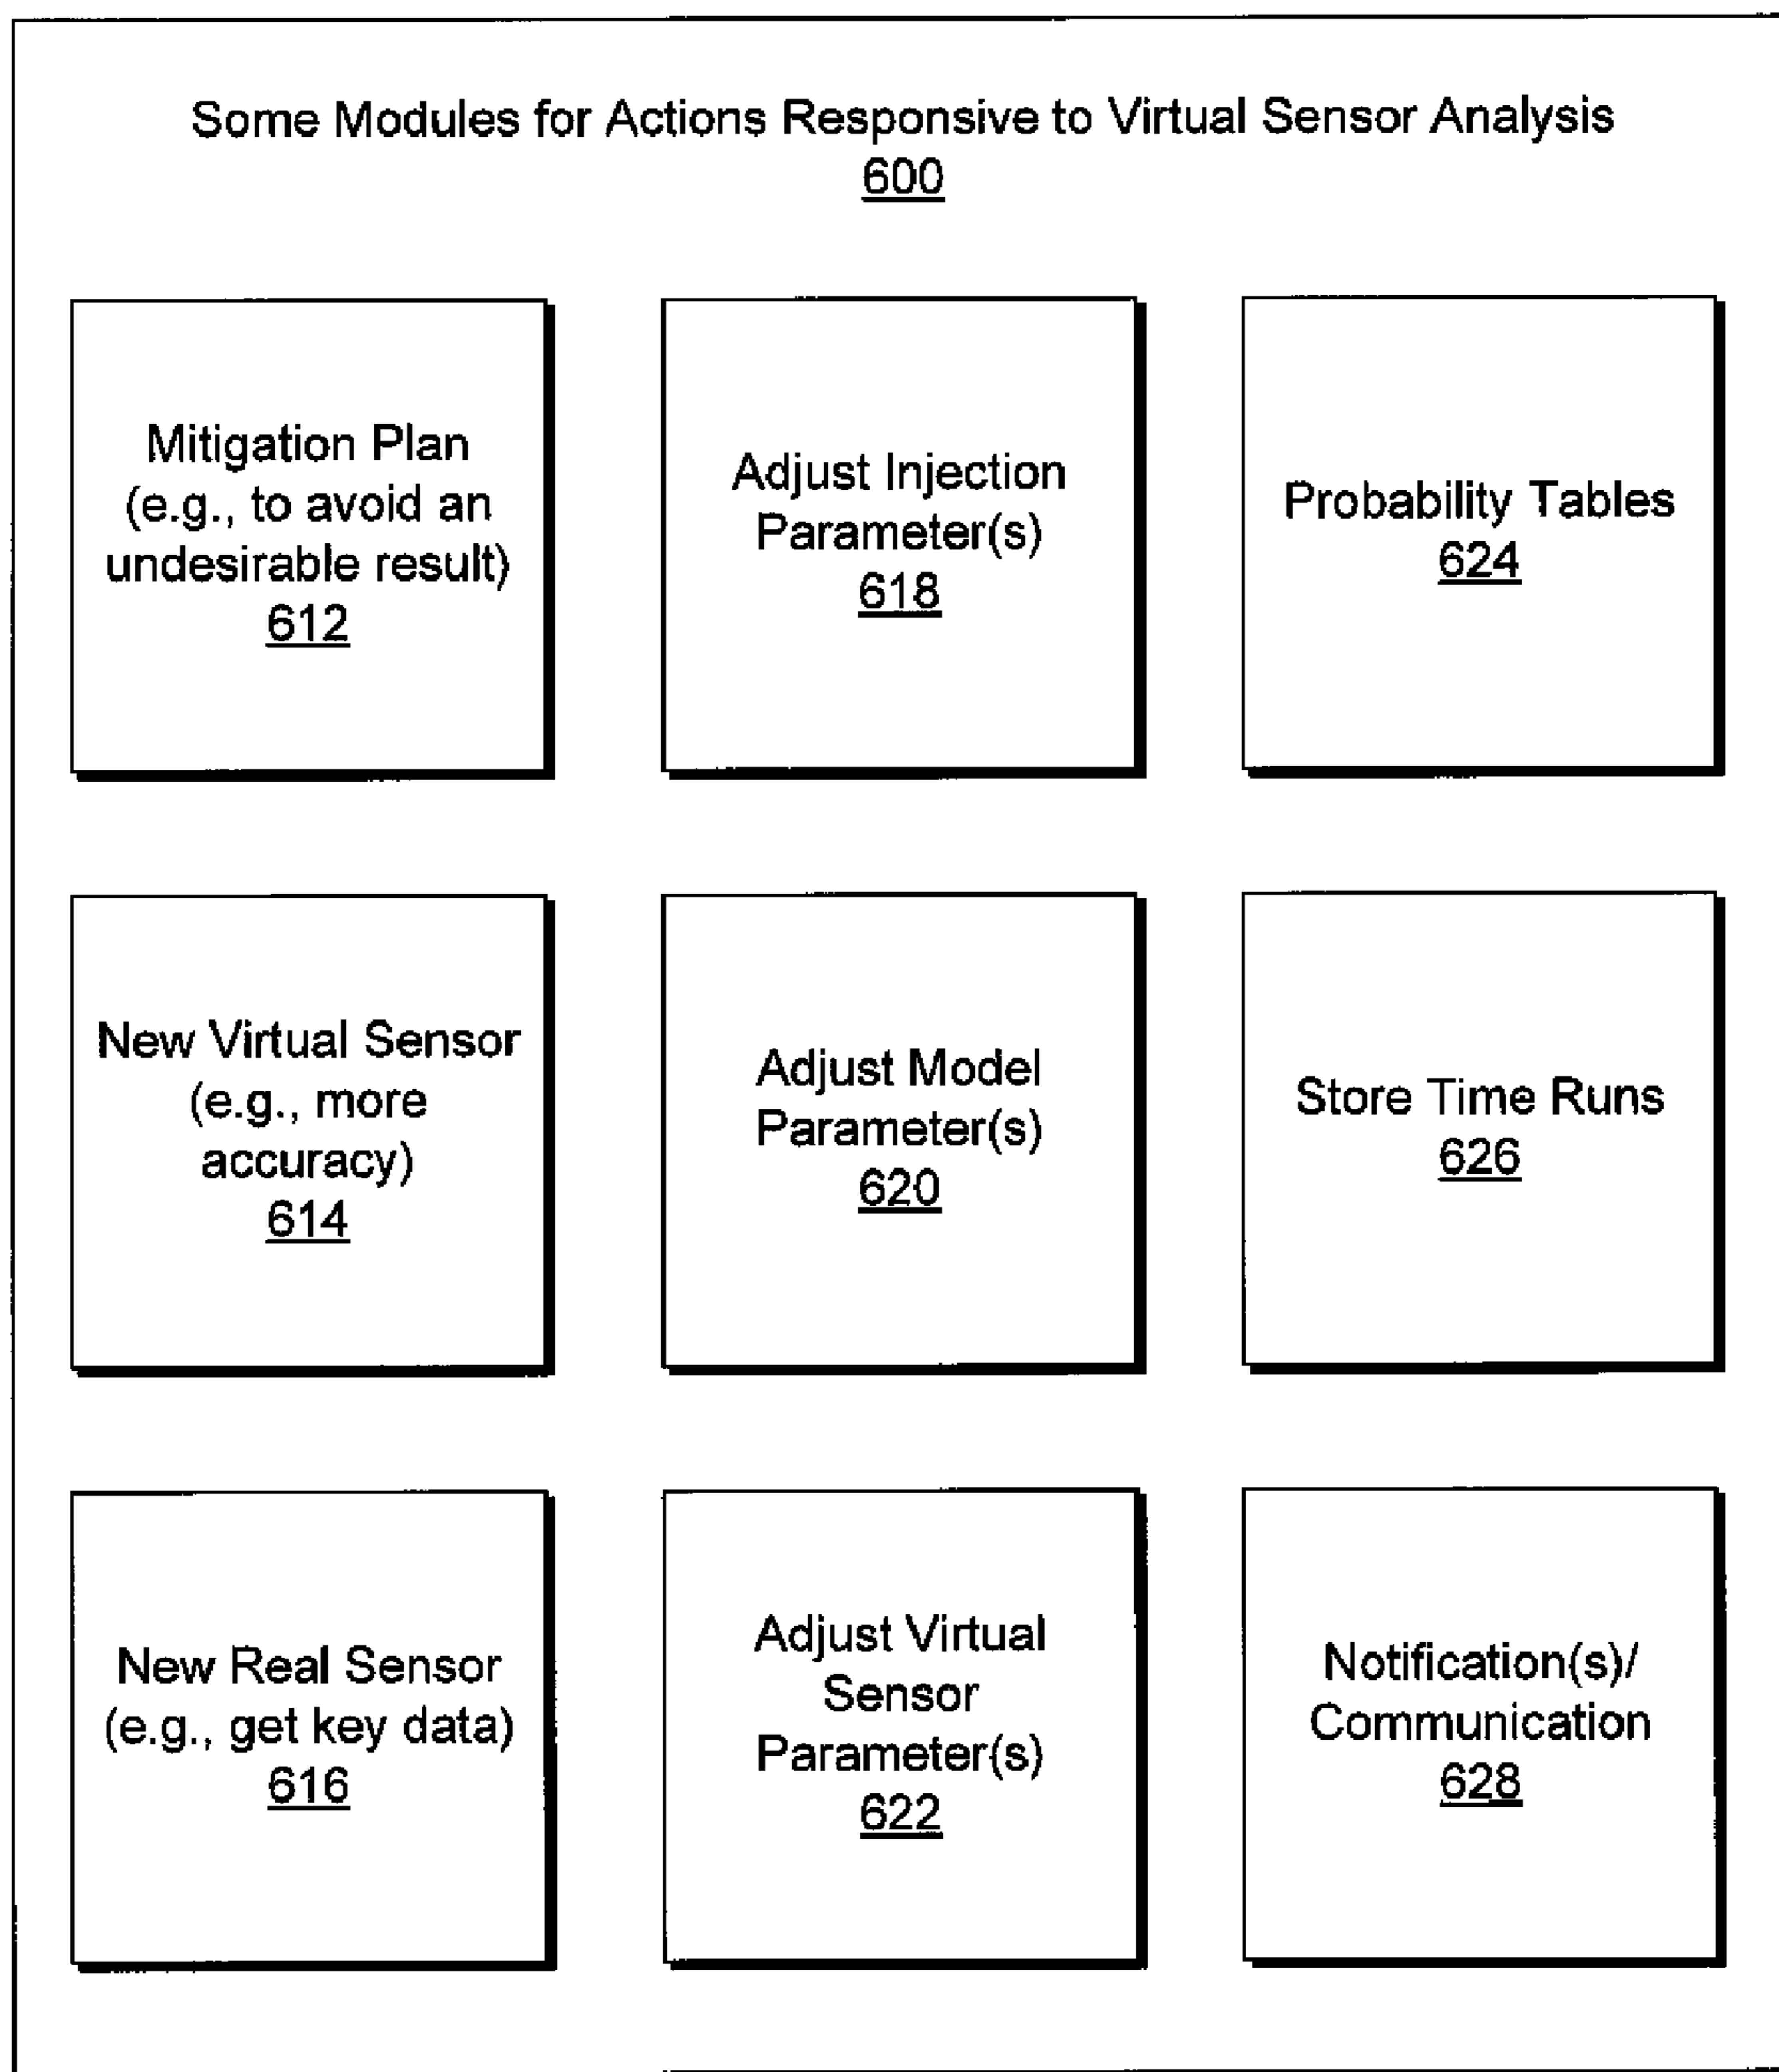 Some Modules for Actions Responsive to Virtual Sensor Analysis
600
Mitigation Plan
(e.g., to avoid an
undesirable result)
612
Adjust Injection
Parameter(s)
618
Probability Tables
624
New Virtual Sensor
(e.g., more
accuracy)
614
Adjust Model
Parameter(s)
620
Store Time Runs
626
New Real Sensor
(e.g., get key data)
616
Adjust Virtual
Sensor
Parameter(s)
622
Notification(s)/
Communication
628